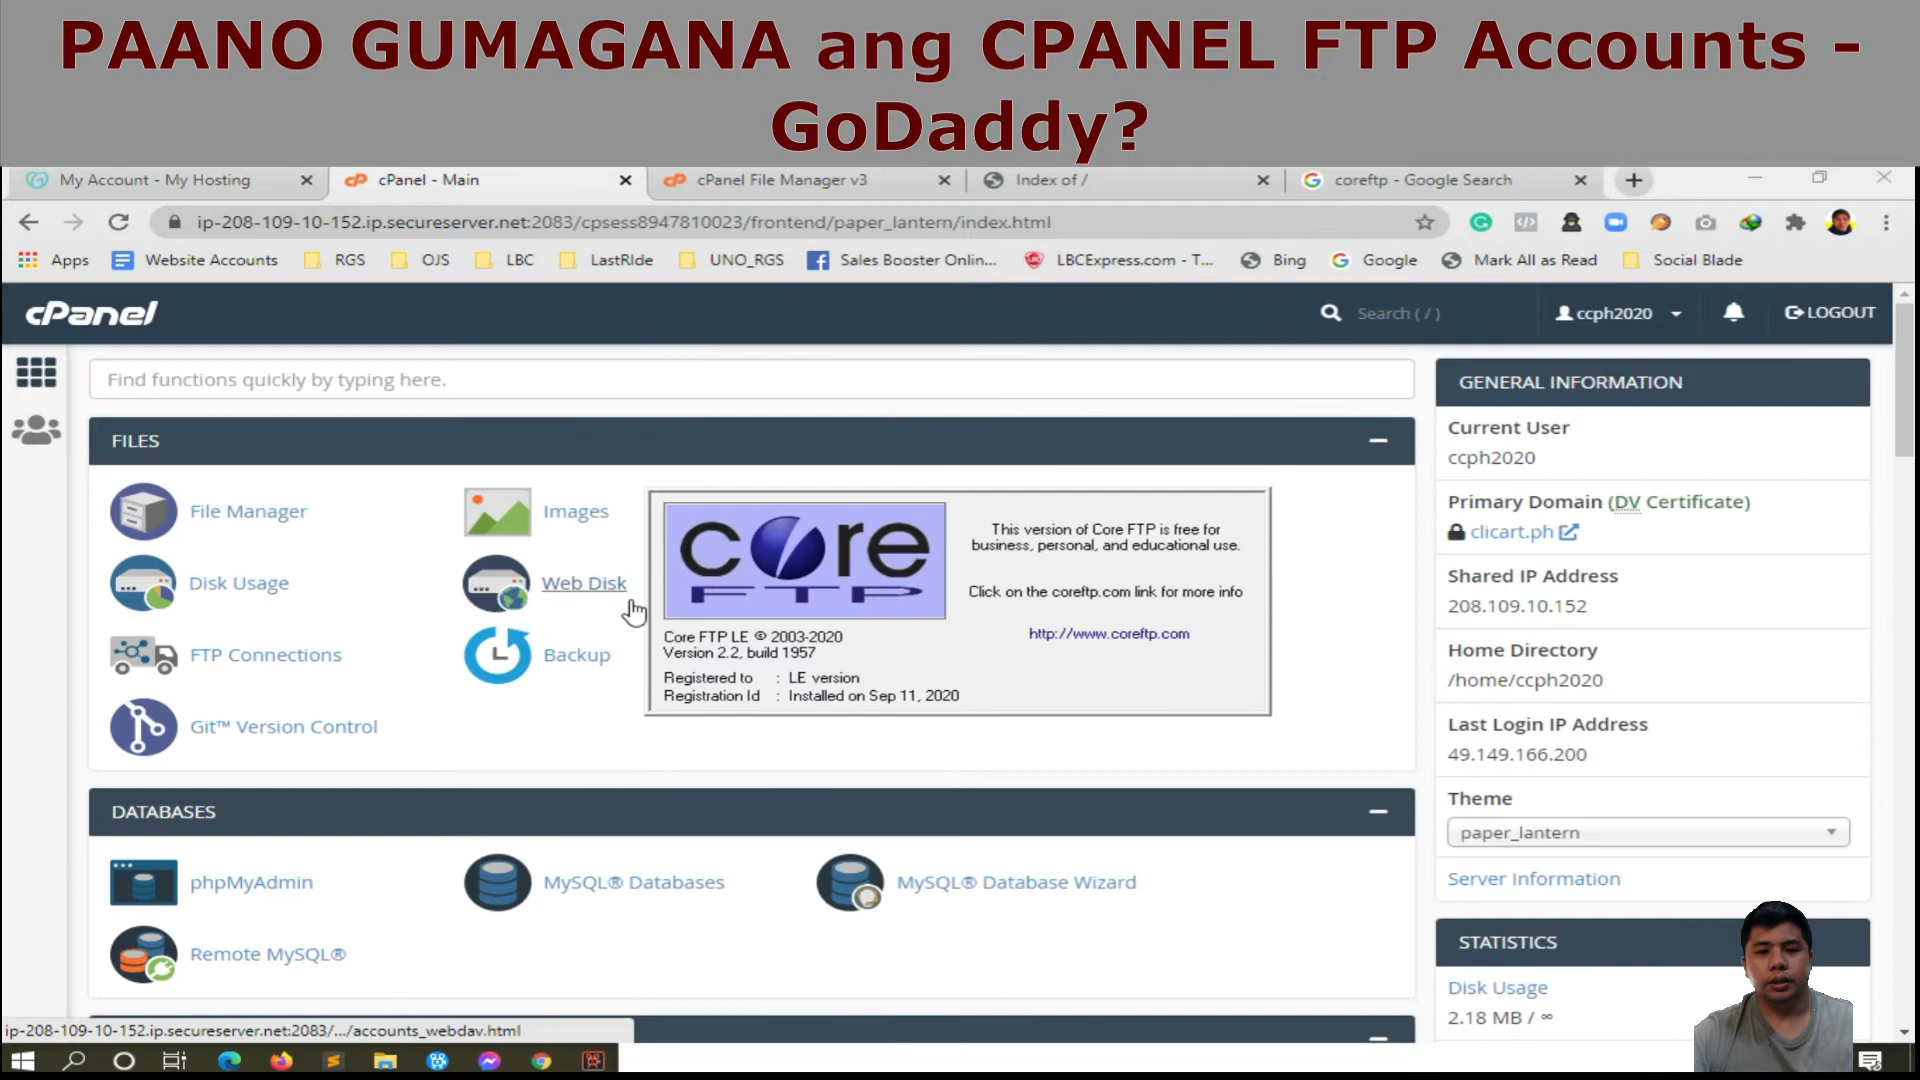 PAANO GUMAGANA ang CPANEL FTP Accounts -
GoDaddy?
My Account - My Hosting
cPanel - Main
cPanel File Manager v3
Index of /
coreftp - Google Search
ip-208-109-10-152.ip.secureserver.net:2083/cpsess8947810023/frontend/paper_lantern/index.html
Apps
Website Accounts
RGS
OJS
LBC
LastRIde
UNO_RGS
Sales Booster Onlin...
LBCExpress.com - T...
Bing
Google
Mark All as Read
Social Blade
cPanel
Search ( / )
ccph2020
LOGOUT
Find functions quickly by typing here.
FILES
File Manager
Images
Disk Usage
Web Disk
FTP Connections
Backup
Git™ Version Control
core
FTP
This version of Core FTP is free for
business, personal, and educational use.
Click on the coreftp.com link for more info
http://www.coreftp.com
Core FTP LE © 2003-2020
Version 2.2, build 1957
Registered to : LE version
Registration Id : Installed on Sep 11, 2020
DATABASES
phpMyAdmin
MySQL® Databases
MySQL® Database Wizard
Remote MySQL®
GENERAL INFORMATION
Current User
ccph2020
Primary Domain (DV Certificate)
clicart.ph
Shared IP Address
208.109.10.152
Home Directory
/home/ccph2020
Last Login IP Address
49.149.166.200
Theme
paper_lantern
Server Information
STATISTICS
Disk Usage
2.18 MB / ∞
ip-208-109-10-152.ip.secureserver.net:2083/.../accounts_webdav.html